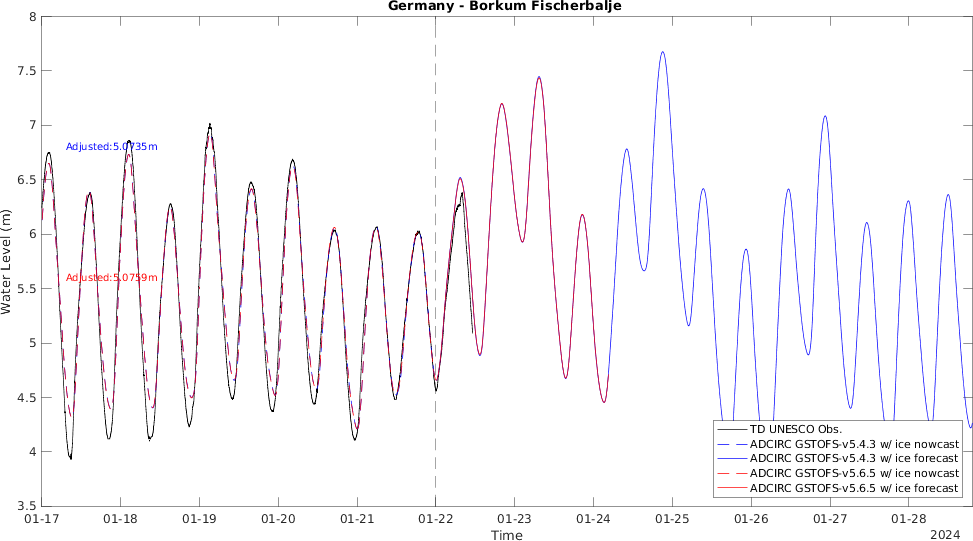 Germany - Borkum Fischerbalje
8
7.5
7
6.5
6
5.5
5
4.5
4
3.5
Water Level (m)
Adjusted:5.0735m
Adjusted:5.0759m
TD UNESCO Obs.
ADCIRC GSTOFS-v5.4.3 w/ ice nowcast
ADCIRC GSTOFS-v5.4.3 w/ ice forecast
ADCIRC GSTOFS-v5.6.5 w/ ice nowcast
ADCIRC GSTOFS-v5.6.5 w/ ice forecast
01-17 01-18 01-19 01-20 01-21 01-22 01-23 01-24 01-25 01-26 01-27 01-28
Time
2024